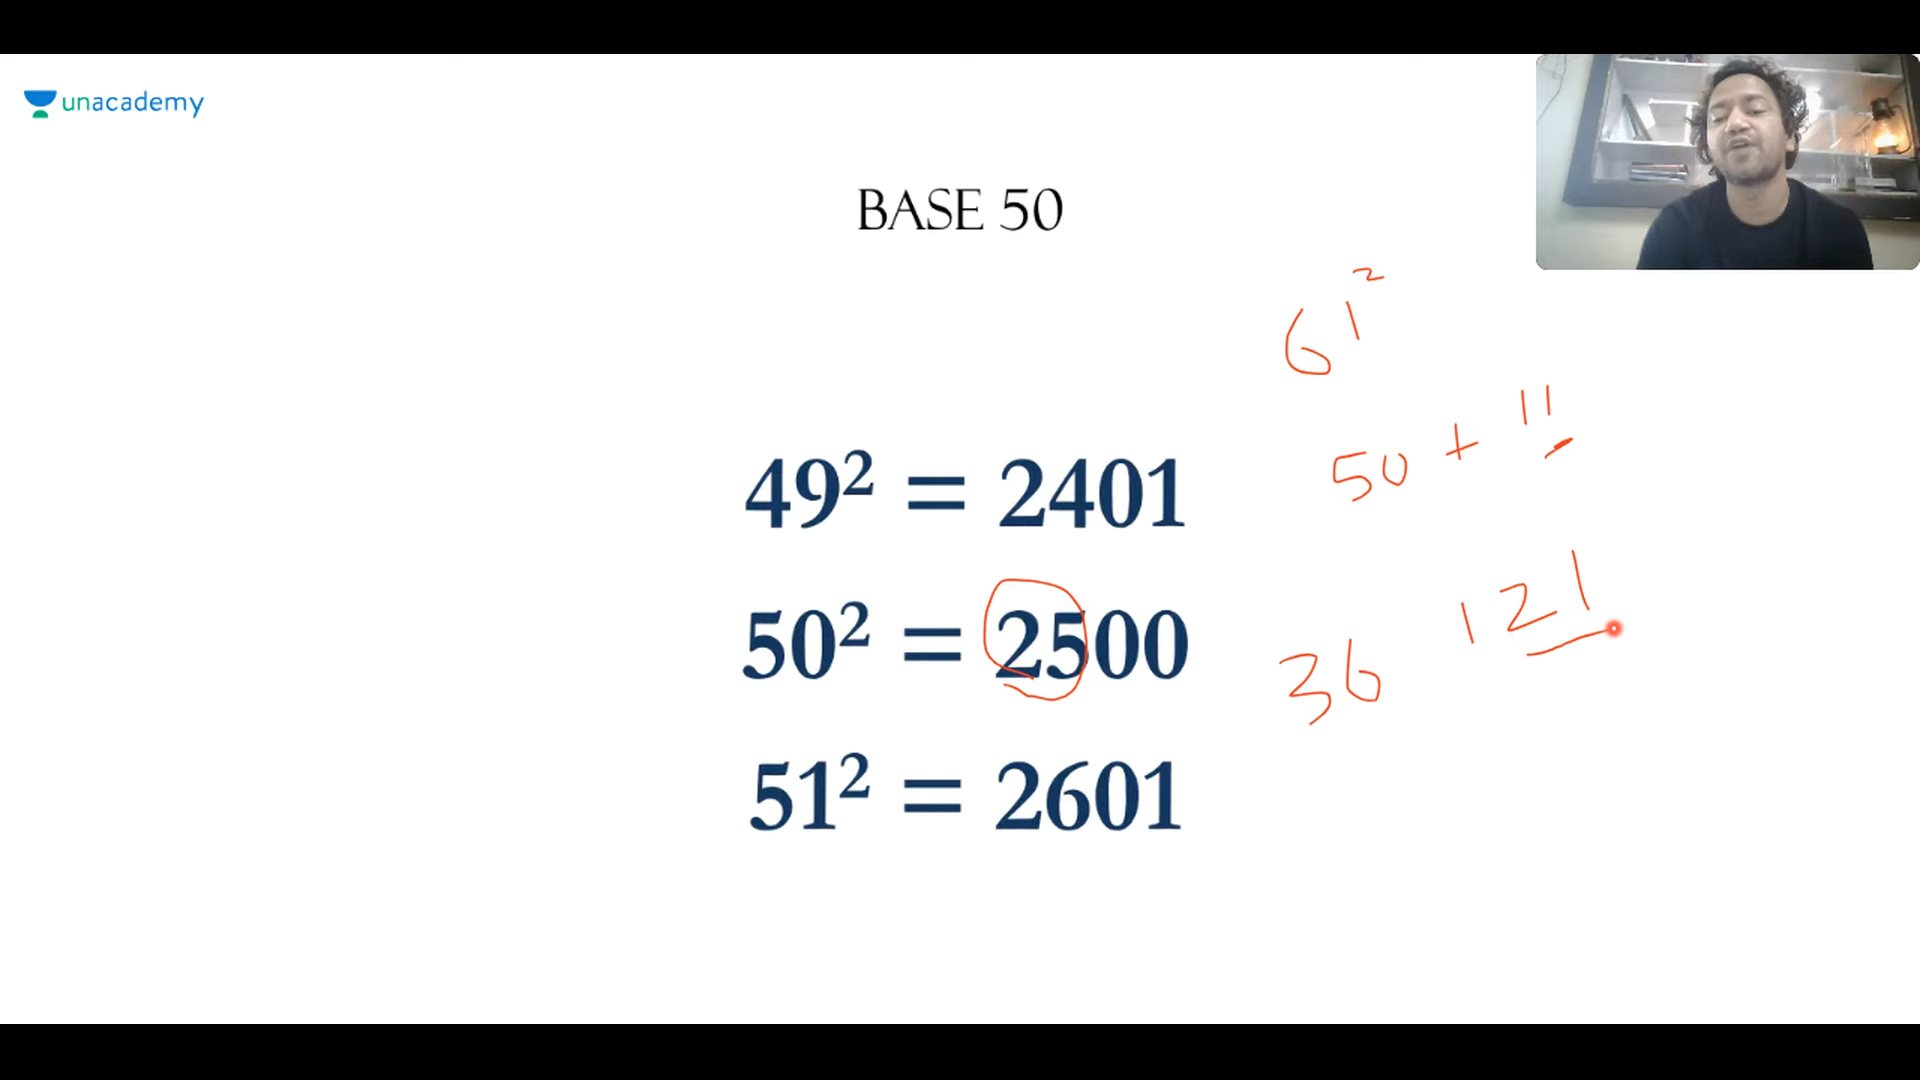 unacademy
BASE 50
61²
50 + 11
49² = 2401
50² = 2500
36 121
51² = 2601